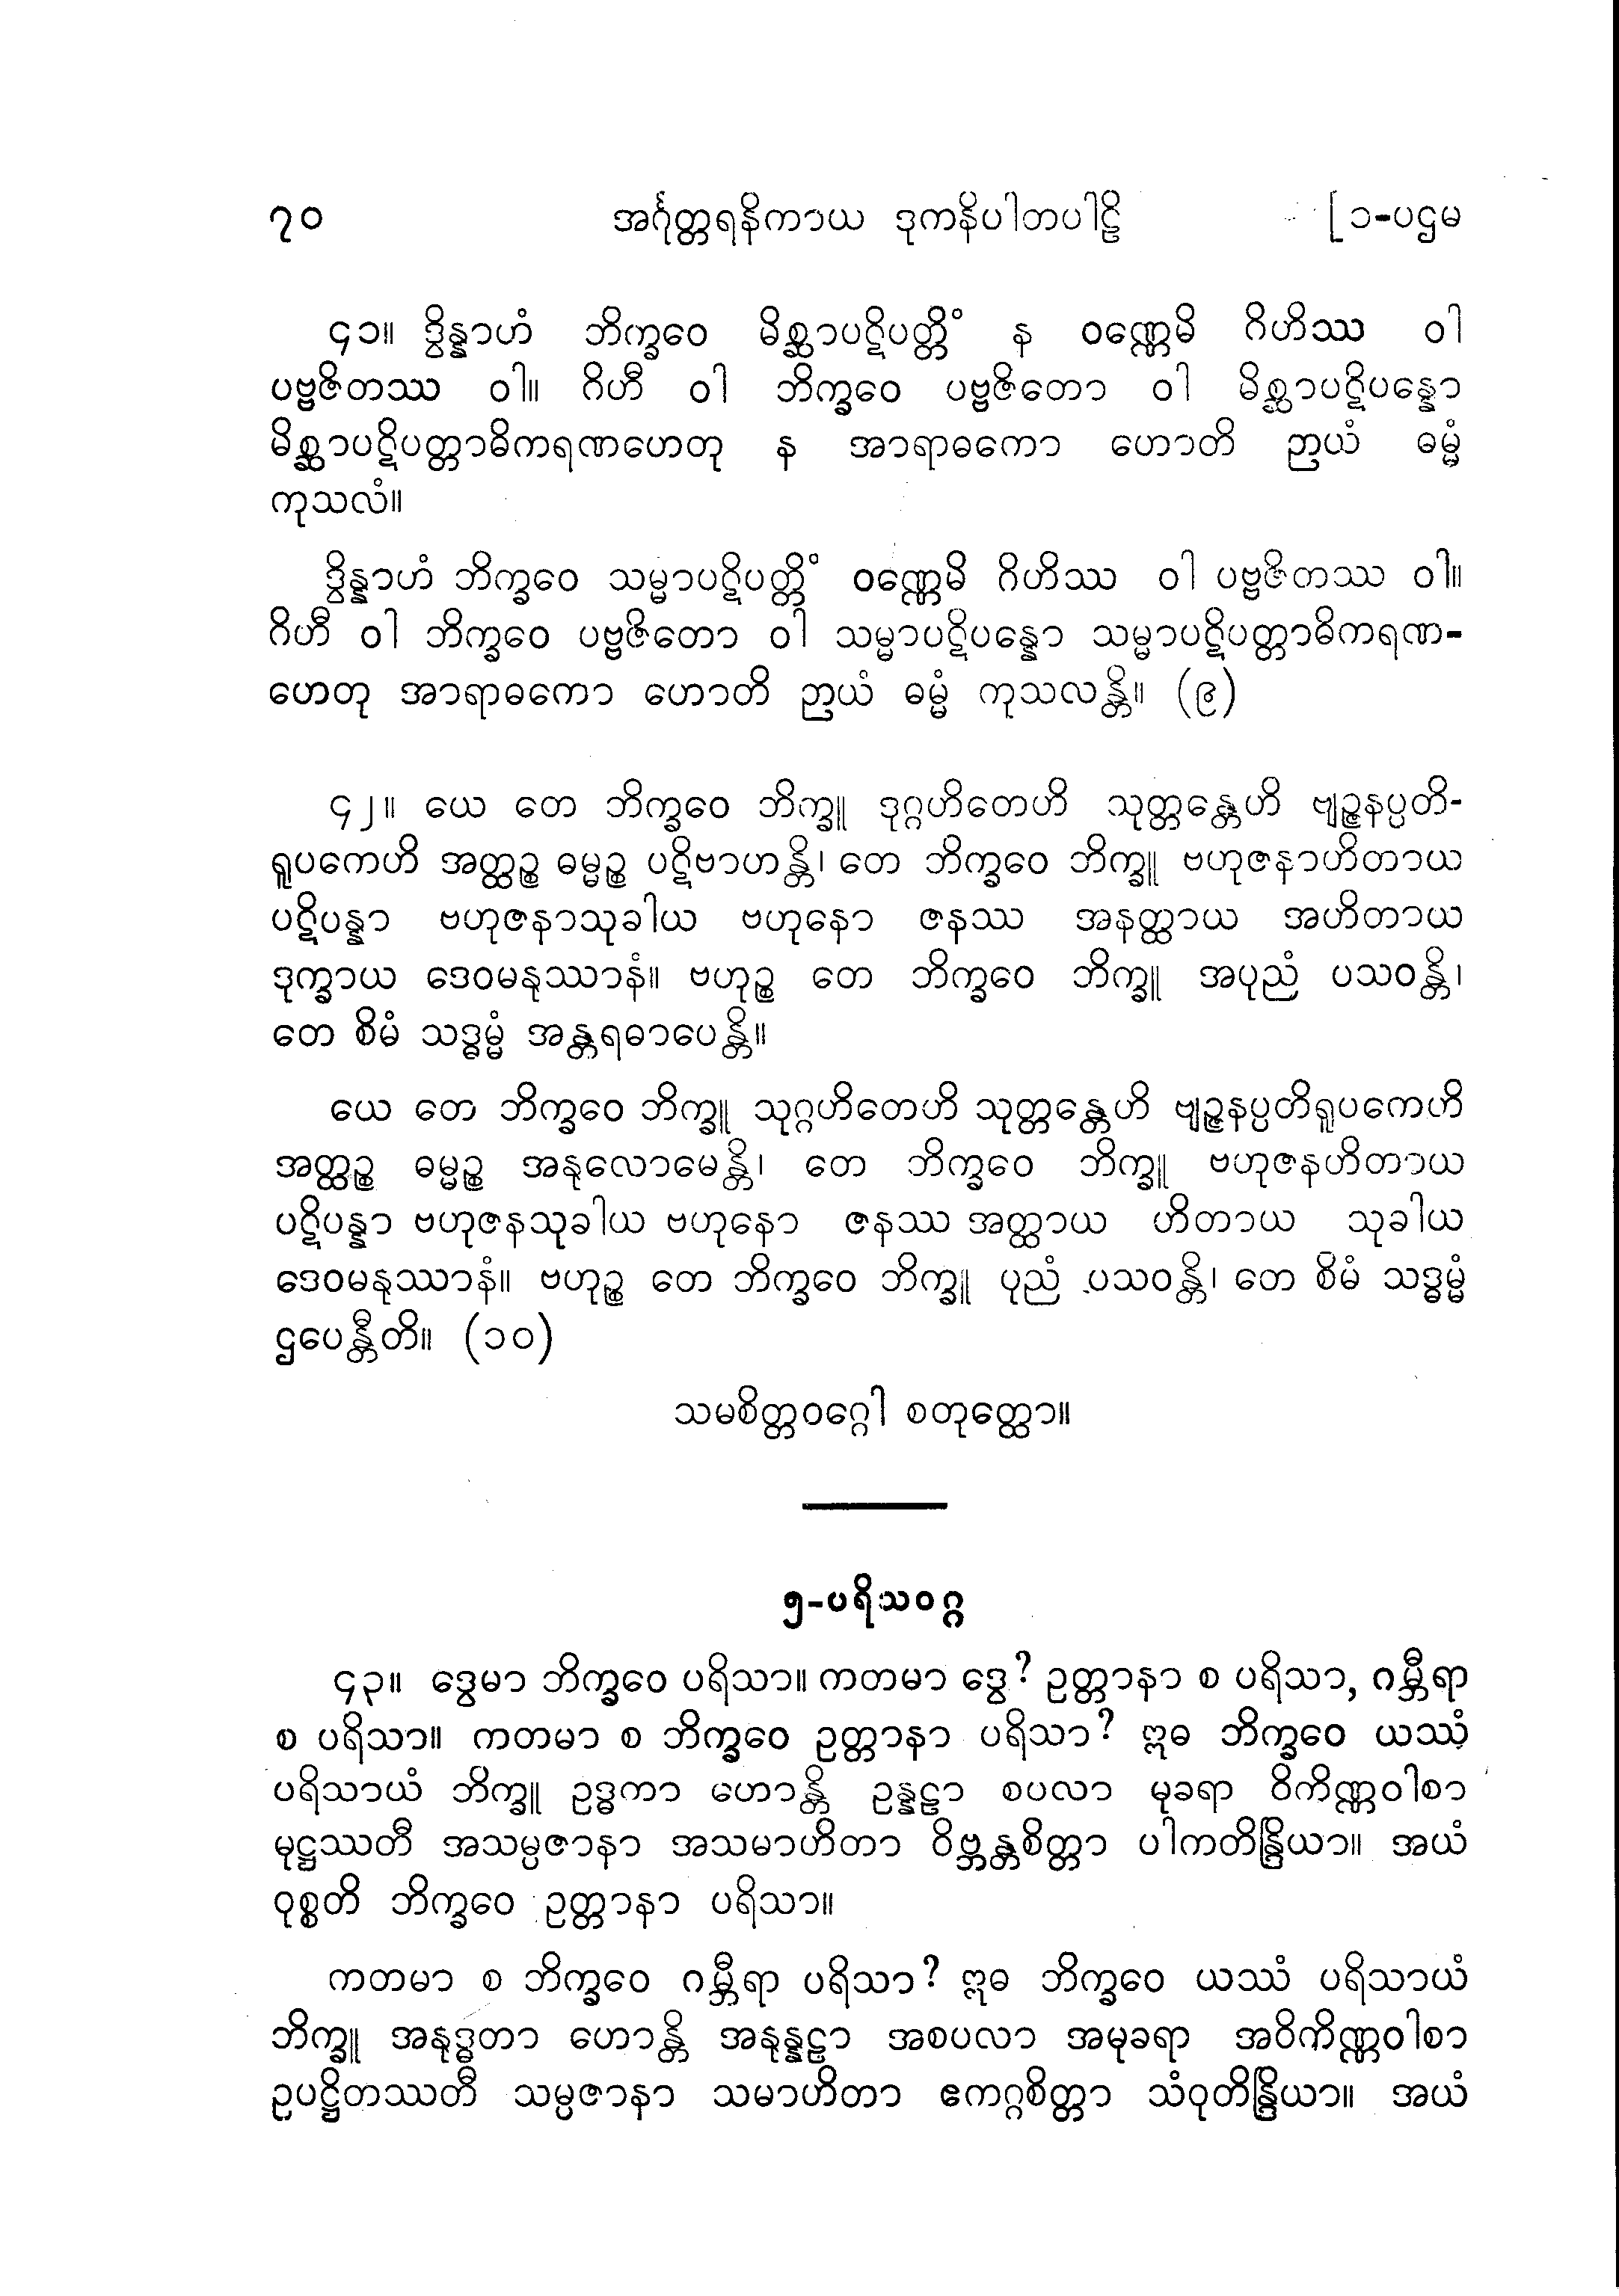 ၇၀ အင်္ဂုတ္တရနိကာယ ဒုကနိပါတပါဠိ [၁-ပဌမ
၄၁။ ဒွိန္နာဟံ ဘိက္ခဝေ မိစ္ဆာပဋိပတ္တိံ န ဝဏ္ဏေမိ ဂိဟိဿ ဝါ
ပဗ္ဗဇိတဿ ဝါ။ ဂိဟီ ဝါ ဘိက္ခဝေ ပဗ္ဗဇိတော ဝါ မိစ္ဆာပဋိပန္နော
မိစ္ဆာပဋိပတ္တာဓိကရဏဟေတု န အာရာဓကော ဟောတိ ဉာယံ ဓမ္မံ
ကုသလံ။
ဒွိန္နာဟံ ဘိက္ခဝေ သမ္မာပဋိပတ္တိံ ဝဏ္ဏေမိ ဂိဟိဿ ဝါ ပဗ္ဗဇိတဿ ဝါ။
ဂိဟီ ဝါ ဘိက္ခဝေ ပဗ္ဗဇိတော ဝါ သမ္မာပဋိပန္နော သမ္မာပဋိပတ္တာဓိကရဏ-
ဟေတု အာရာဓကော ဟောတိ ဉာယံ ဓမ္မံ ကုသလန္တိ။ (၉)
၄၂။ ယေ တေ ဘိက္ခဝေ ဘိက္ခူ ဒုဂ္ဂဟိတေဟိ သုတ္တန္တေဟိ ဗျဉ္ဇနပ္ပတိ-
ရူပကေဟိ အတ္ထဉ္စ ဓမ္မဉ္စ ပဋိဗာဟန္တိ၊ တေ ဘိက္ခဝေ ဘိက္ခူ ဗဟုဇနာဟိတာယ
ပဋိပန္နာ ဗဟုဇနာသုခါယ ဗဟုနော ဇနဿ အနတ္ထာယ အဟိတာယ
ဒုက္ခာယ ဒေဝမနုဿာနံ။ ဗဟုဉ္စ တေ ဘိက္ခဝေ ဘိက္ခူ အပုညံ ပသဝန္တိ၊
တေ စိမံ သဒ္ဓမ္မံ အန္တရဓာပေန္တိ။
ယေ တေ ဘိက္ခဝေ ဘိက္ခူ သုဂ္ဂဟိတေဟိ သုတ္တန္တေဟိ ဗျဉ္ဇနပ္ပတိရူပကေဟိ
အတ္ထဉ္စ ဓမ္မဉ္စ အနုလောမေန္တိ၊ တေ ဘိက္ခဝေ ဘိက္ခူ ဗဟုဇနဟိတာယ
ပဋိပန္နာ ဗဟုဇနသုခါယ ဗဟုနော ဇနဿ အတ္ထာယ ဟိတာယ သုခါယ
ဒေဝမနုဿာနံ။ ဗဟုဉ္စ တေ ဘိက္ခဝေ ဘိက္ခူ ပုညံ ပသဝန္တိ၊ တေ စိမံ သဒ္ဓမ္မံ
ဌပေန္တီတိ။ (၁၀)
သမစိတ္တဝဂ္ဂေါ စတုတ္ထော။
၅-ပရိသဝဂ္ဂ
၄၃။ ဒွေမာ ဘိက္ခဝေ ပရိသာ။ ကတမာ ဒွေ? ဥတ္တာနာ စ ပရိသာ, ဂမ္ဘီရာ
စ ပရိသာ။ ကတမာ စ ဘိက္ခဝေ ဥတ္တာနာ ပရိသာ? ဣဓ ဘိက္ခဝေ ယဿံ
ပရိသာယံ ဘိက္ခူ ဥဒ္ဓကာ ဟောန္တိ ဥန္နဠာ စပလာ မုခရာ ဝိကိဏ္ဏဝါစာ
မုဋ္ဌဿတီ အသမ္ပဇာနာ အသမာဟိတာ ဝိဗ္ဘန္တစိတ္တာ ပါကတိန္ဒြိယာ။ အယံ
ဝုစ္စတိ ဘိက္ခဝေ ဥတ္တာနာ ပရိသာ။
ကတမာ စ ဘိက္ခဝေ ဂမ္ဘီရာ ပရိသာ? ဣဓ ဘိက္ခဝေ ယဿံ ပရိသာယံ
ဘိက္ခူ အနုဒ္ဓတာ ဟောန္တိ အနုန္နဠာ အစပလာ အမုခရာ အဝိကိဏ္ဏဝါစာ
ဥပဋ္ဌိတဿတီ သမ္ပဇာနာ သမာဟိတာ ဧကဂ္ဂစိတ္တာ သံဝုတိန္ဒြိယာ။ အယံ